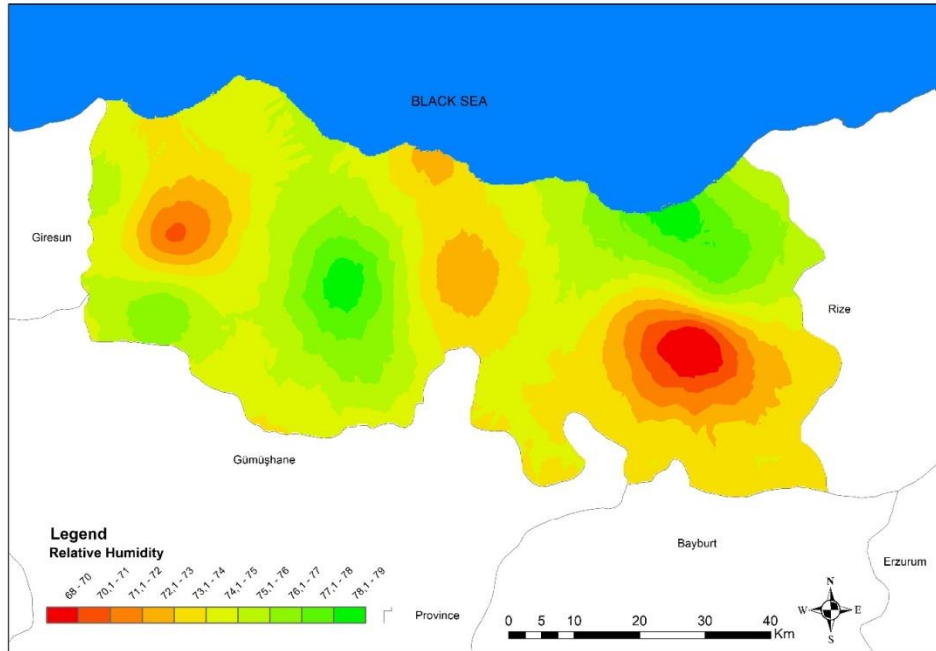 BLACK SEA
Giresun
Rize
Gümüşhane
Bayburt
Erzurum
Legend
Relative Humidity
68 - 70
70,1 - 71
71.1 - 72
72.1 - 73
73.1 - 74
74,1 - 75
75.1 - 76
76,1 - 77
77.1 - 78
78.1 - 79
Province
0 5 10 20 30 40
Km
N
W E
S